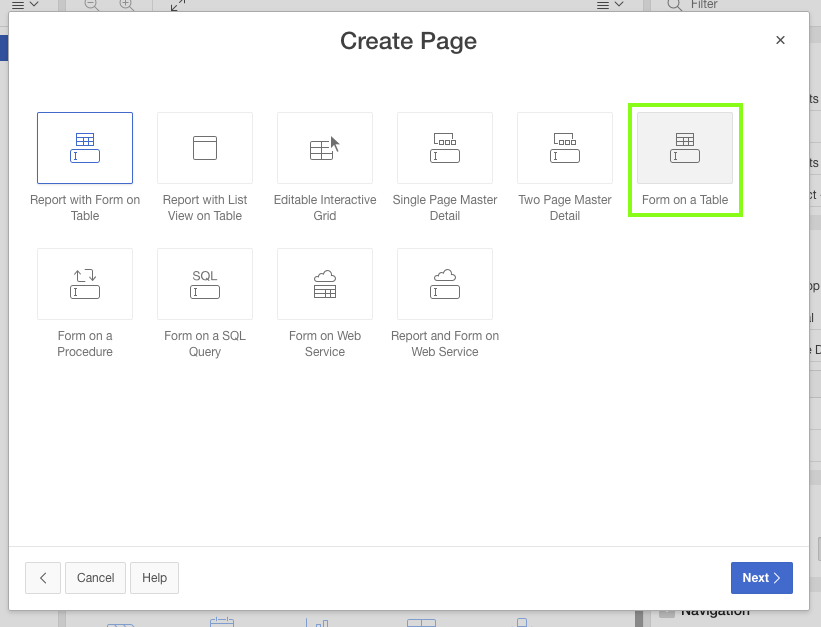 Filter
Create Page
Report with Form on
Table
Report with List
View on Table
Editable Interactive
Grid
Single Page Master
Detail
Two Page Master
Detail
Form on a Table
SQL
Form on a
Procedure
Form on a SQL
Query
Form on Web
Service
Report and Form on
Web Service
Cancel
Help
Next
Navigation